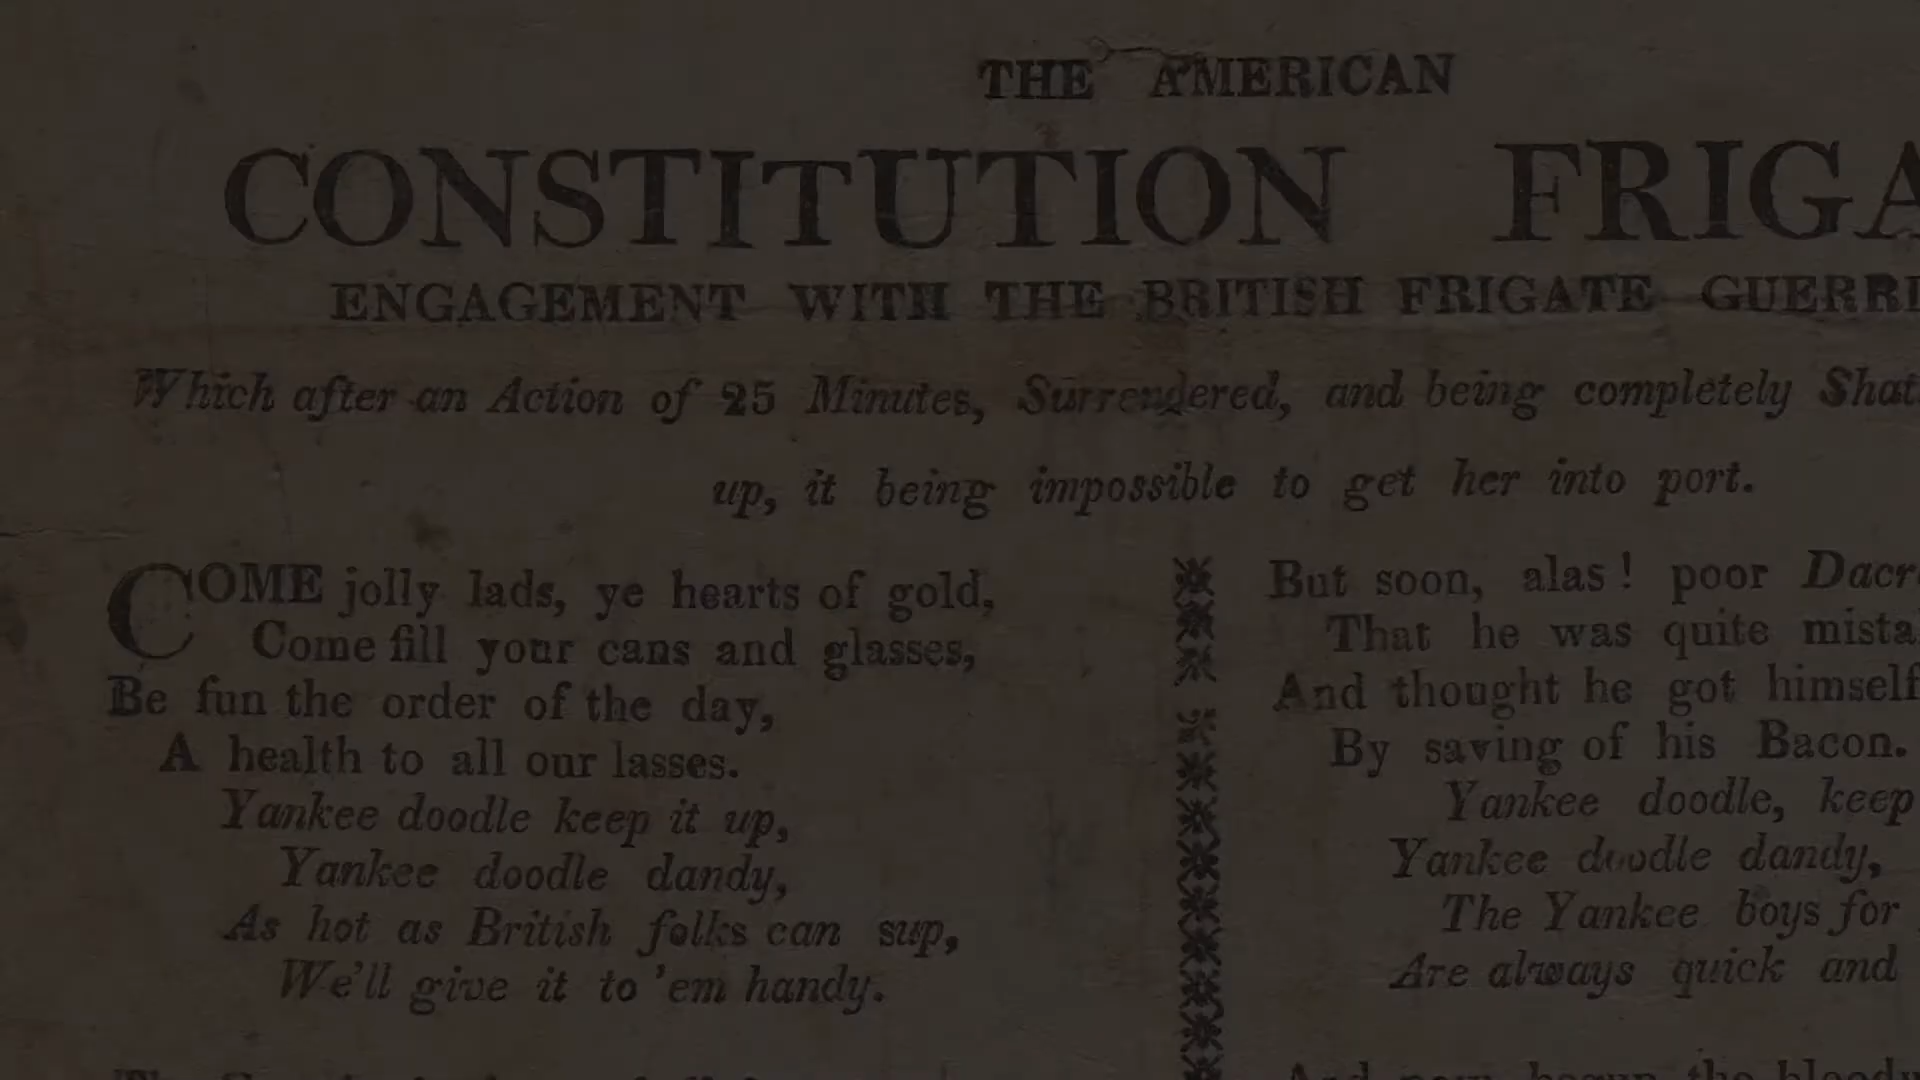 THE AMERICAN
CONSTITUTION FRIGA
ENGAGEMENT WITH THE BRITISH FRIGATE GUERRI
Which after an Action of 25 Minutes, Surrendered, and being completely Shat
up, it being impossible to get her into port.
COME jolly lads, ye hearts of gold,
Come fill your cans and glasses,
Be fun the order of the day,
A health to all our lasses.
Yankee doodle keep it up,
Yankee doodle dandy,
As hot as British folks can sup,
We'll give it to 'em handy.
But soon, alas! poor Dacr
That he was quite mista
And thought he got himself
By saving of his Bacon.
Yankee doodle, keep
Yankee doodle dandy,
The Yankee boys for
Are always quick and
And now begun the bloody